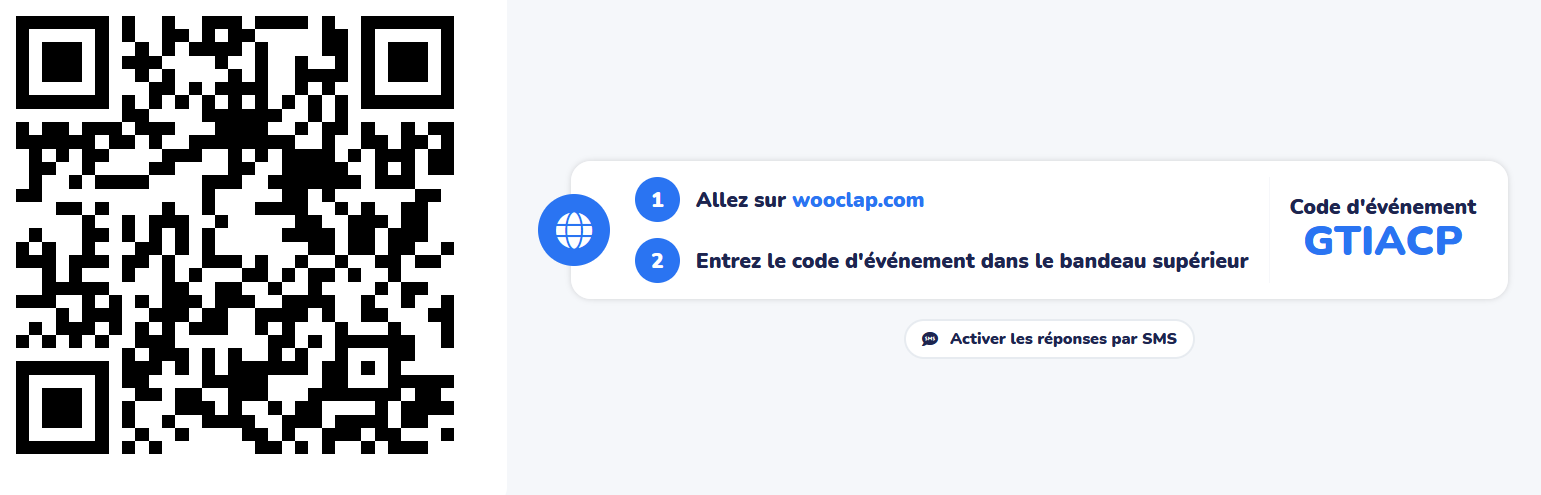 1 Allez sur wooclap.com
2 Entrez le code d'événement dans le bandeau supérieur
Code d'événement
GTIACP
SMS Activer les réponses par SMS